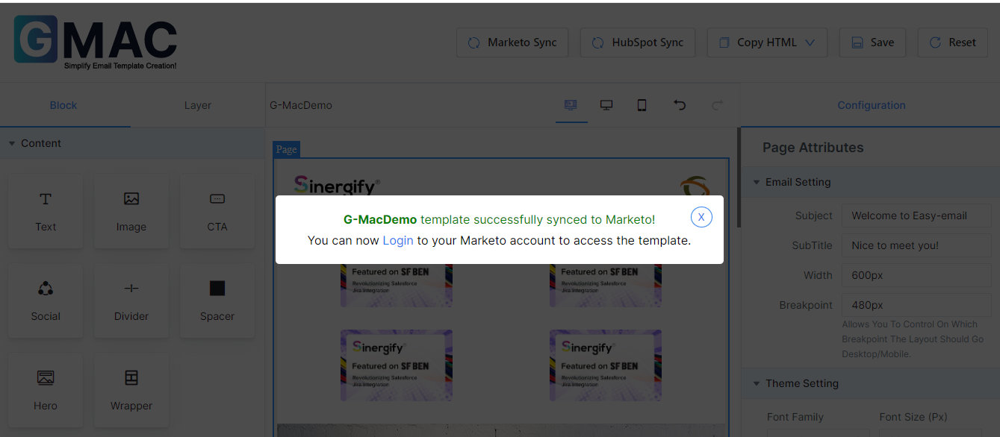 GMAC
Simplify Email Template Creation!
Marketo Sync
HubSpot Sync
Copy HTML
Save
Reset
Block
Layer
G-MacDemo
Configuration
Content
Text
Image
CTA
Social
Divider
Spacer
Hero
Wrapper
Page
Sinergify®
G-MacDemo template successfully synced to Marketo!
X
You can now Login to your Marketo account to access the template.
Featured on SF BEN
Revolutionizing Salesforce
Jira Integration
Featured on SF BEN
Revolutionizing Salesforce
Jira Integration
Sinergify
Featured on SF BEN
Revolutionizing Salesforce
Jira Integration
Sinergify
Featured on SF BEN
Revolutionizing Salesforce
Jira Integration
Page Attributes
Email Setting
Subject
Welcome to Easy-email
SubTitle
Nice to meet you!
Width
600px
Breakpoint
480px
Allows You To Control On Which
Breakpoint The Layout Should Go
Desktop/Mobile.
Theme Setting
Font Family
Font Size (Px)